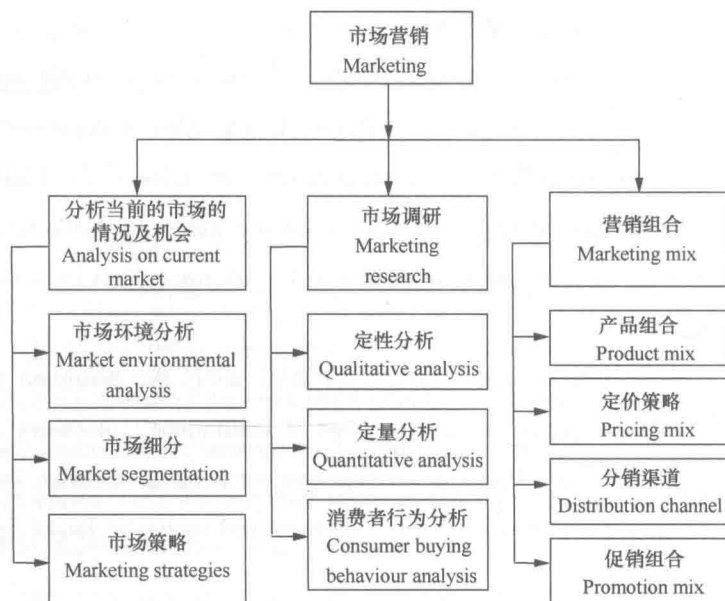 市场营销
Marketing
分析当前的市场的
情况及机会
Analysis on current
market
市场环境分析
Market environmental
analysis
市场细分
Market segmentation
市场策略
Marketing strategies
市场调研
Marketing
research
定性分析
Qualitative analysis
定量分析
Quantitative analysis
消费者行为分析
Consumer buying
behaviour analysis
营销组合
Marketing mix
产品组合
Product mix
定价策略
Pricing mix
分销渠道
Distribution channel
促销组合
Promotion mix